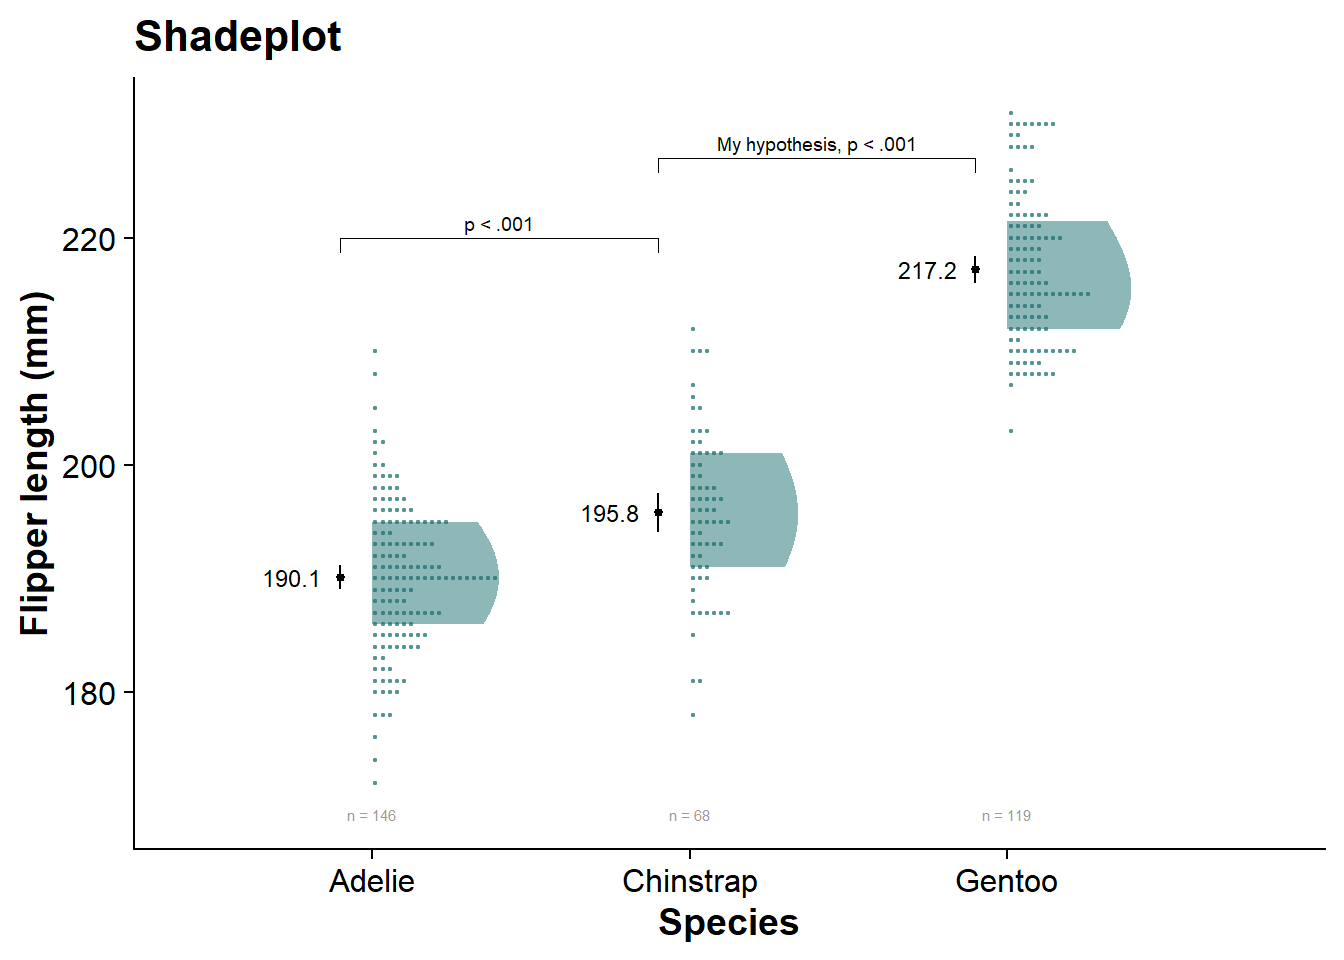 Shadeplot
My hypothesis, p < .001
p < .001
220
200
180
Flipper length (mm)
217.2
195.8
190.1
n = 146
n = 68
n = 119
Adelie
Chinstrap
Gentoo
Species